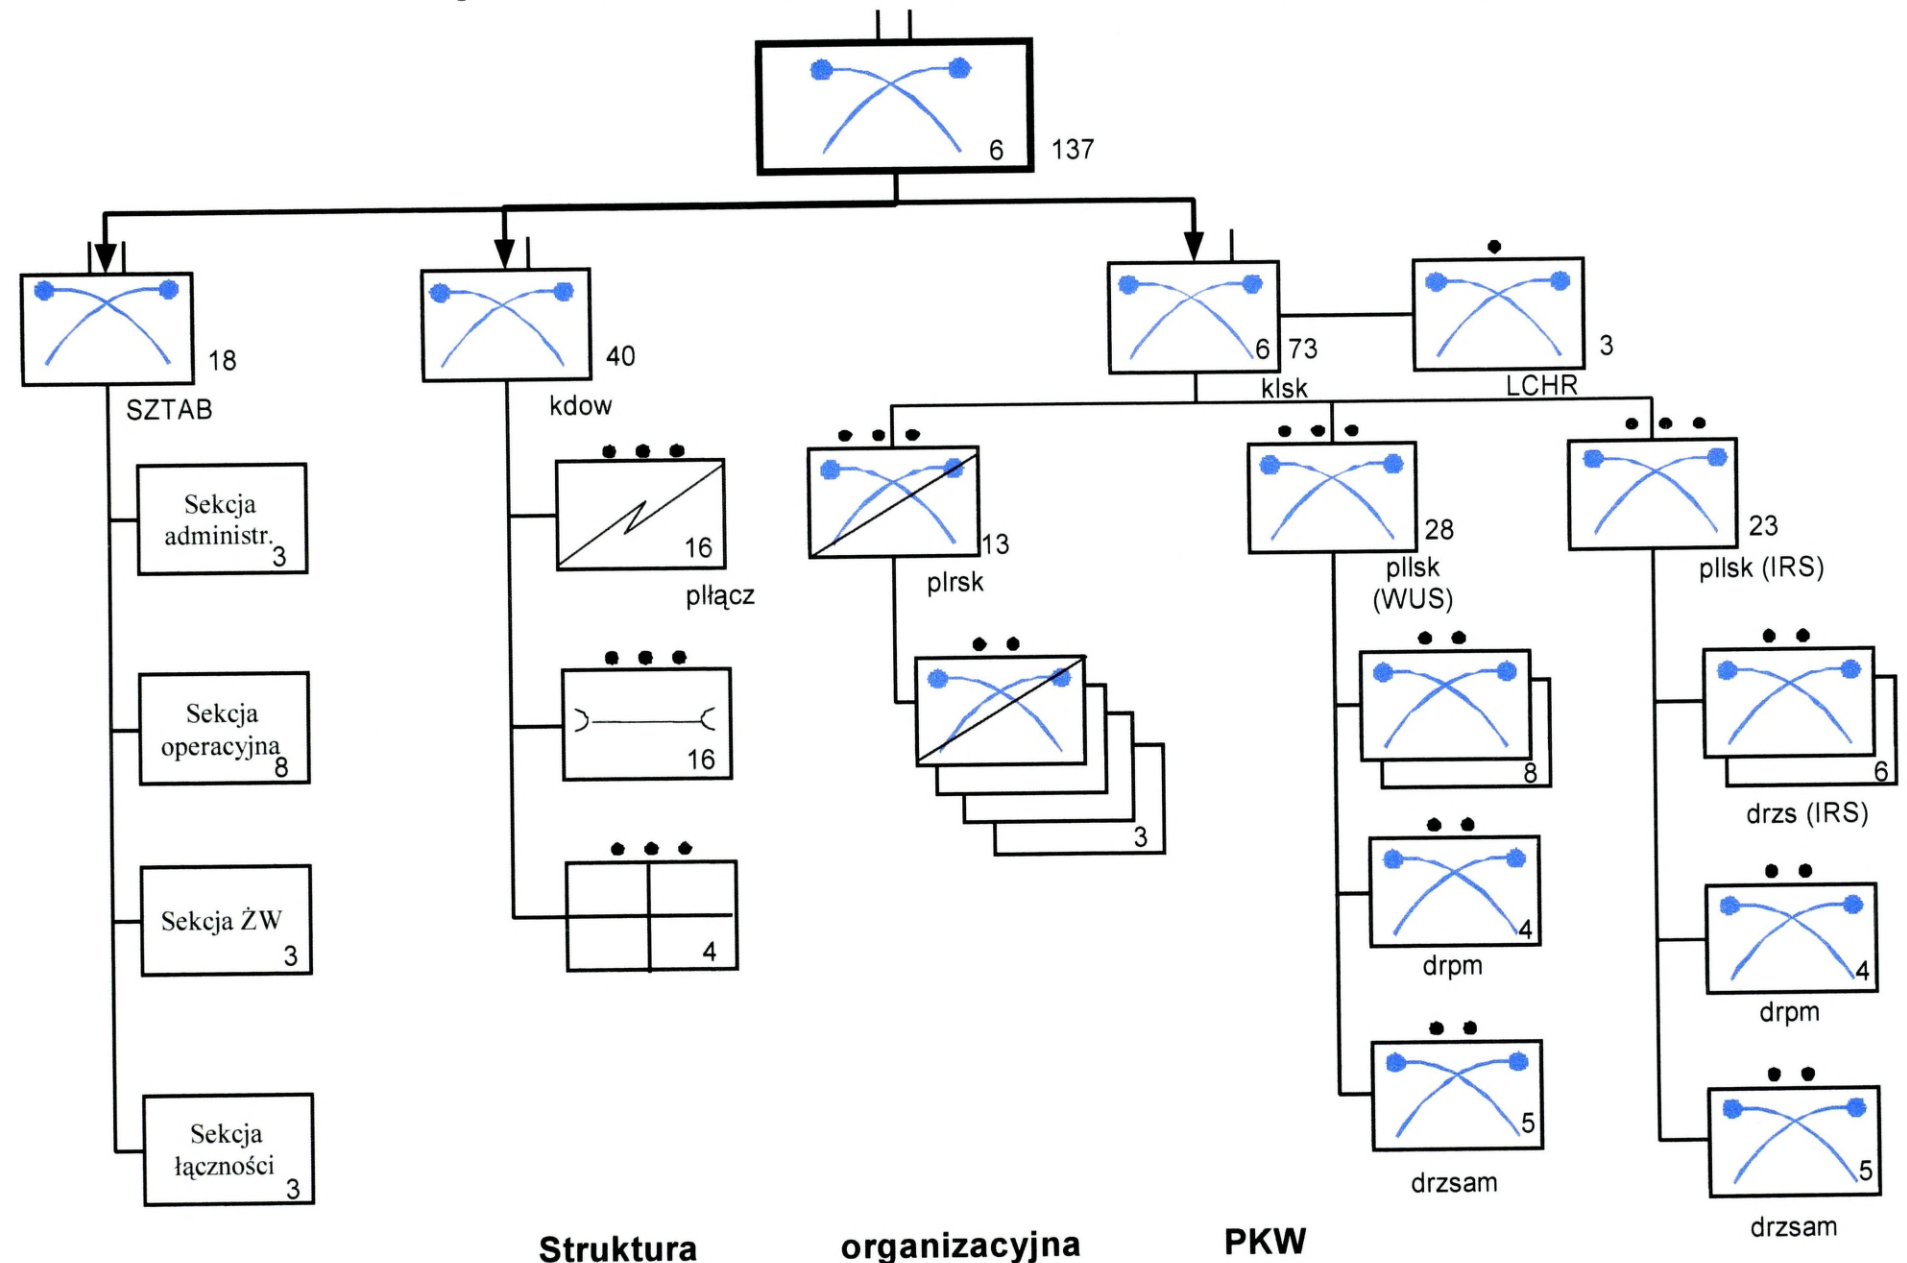 6
137
18
SZTAB
40
kdow
6
73
klsk
3
LCHR
Sekcja
administr.
3
Sekcja
operacyjna
8
Sekcja ŻW
3
Sekcja
łączności
3
16
plłącz
16
4
13
plrsk
3
28
pllsk
(WUS)
8
4
drpm
5
drzsam
23
pllsk (IRS)
6
drzs (IRS)
4
drpm
5
drzsam
Struktura organizacyjna PKW